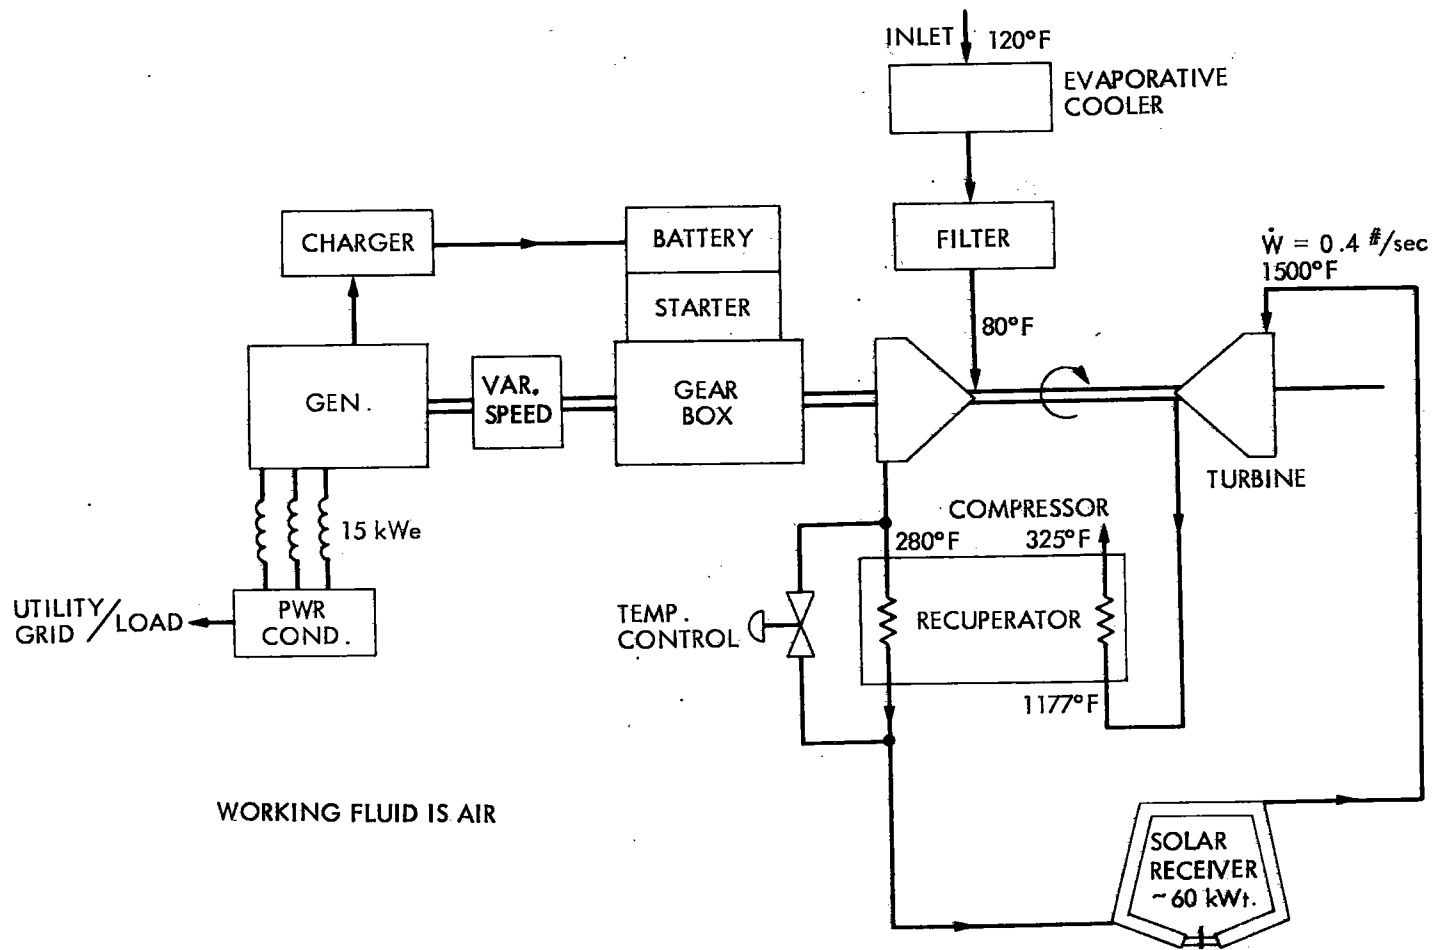 INLET
120°F
EVAPORATIVE
COOLER
FILTER
CHARGER
BATTERY
STARTER
Ẇ = 0.4 #/sec
1500°F
80°F
GEN.
VAR.
SPEED
GEAR
BOX
TURBINE
COMPRESSOR
15 kWe
280°F
325°F
UTILITY/LOAD
GRID
PWR
COND.
TEMP.
CONTROL
RECUPERATOR
1177°F
WORKING FLUID IS AIR
SOLAR
RECEIVER
~60 kWt.